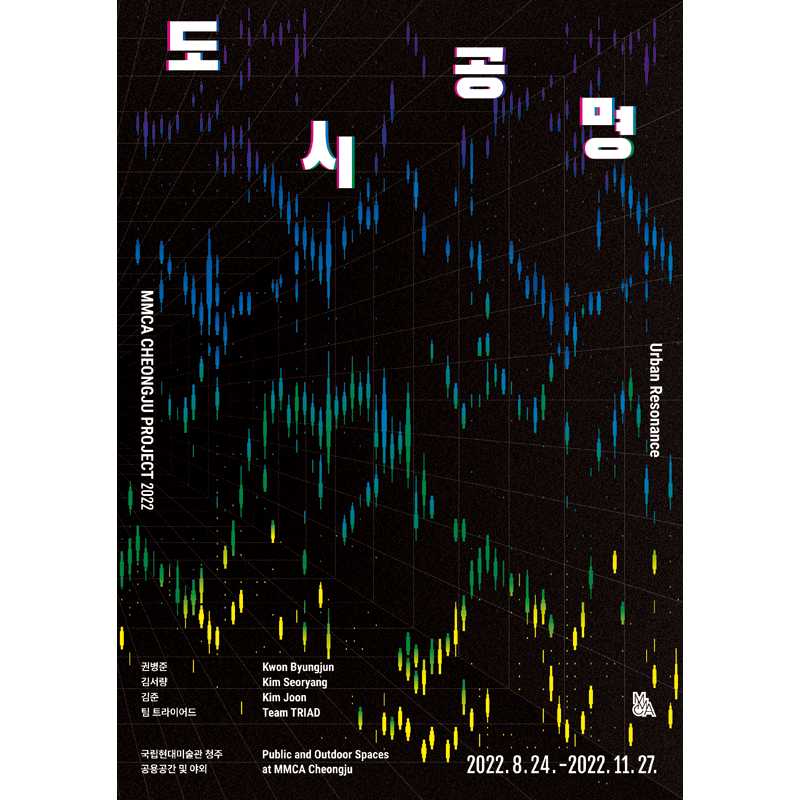 도
시
공
명
MMCA CHEONGJU PROJECT 2022
Urban Resonance
권병준
김서량
김준
팀 트라이어드
Kwon Byungjun
Kim Seoryang
Kim Joon
Team TRIAD
국립현대미술관 청주
공용공간 및 야외
Public and Outdoor Spaces
at MMCA Cheongju
MMCA
2022. 8. 24. -2022. 11. 27.